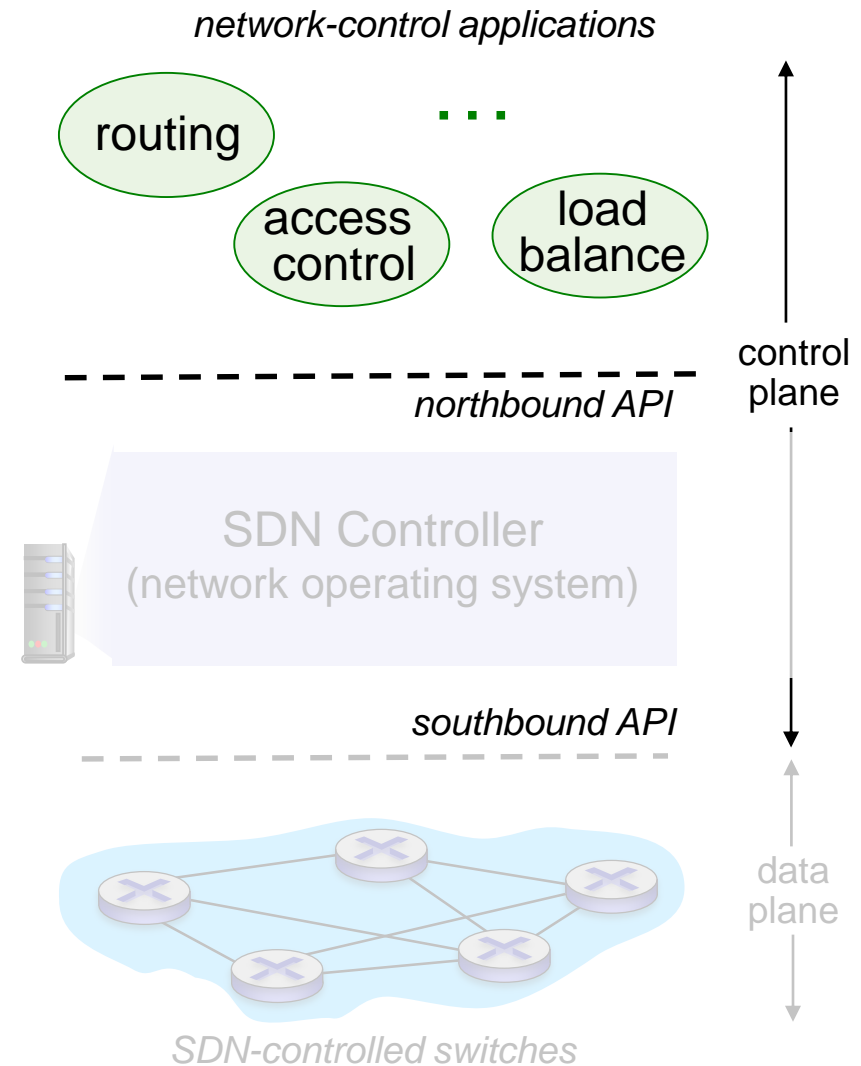 network-control applications
routing
. . .
access
control
load
balance
control
plane
northbound API
SDN Controller
(network operating system)
southbound API
data
plane
SDN-controlled switches